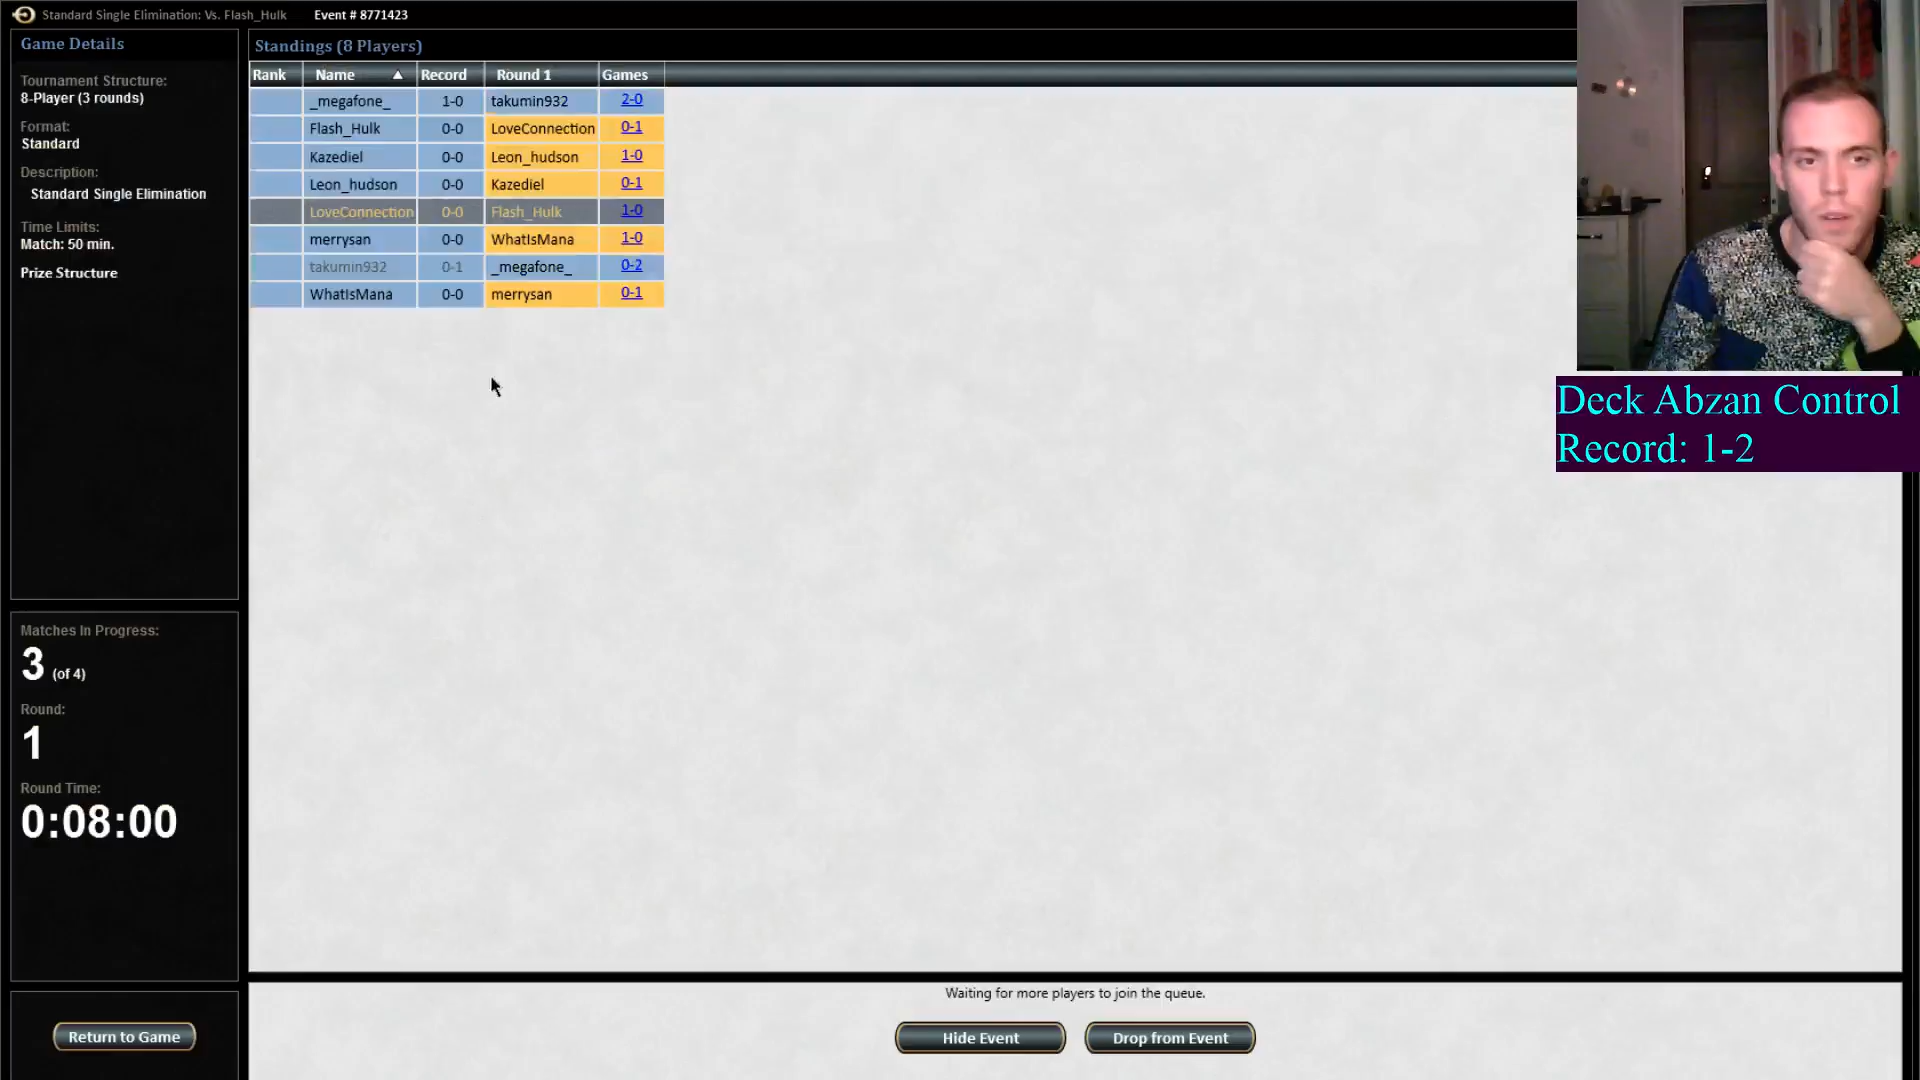 Standard Single Elimination: Vs. Flash_Hulk Event # 8771423
Game Details
Tournament Structure:
8-Player (3 rounds)
Format:
Standard
Description:
Standard Single Elimination
Time Limits:
Match: 50 min.
Prize Structure
Standings (8 Players)
Rank Name Record Round 1 Games
_megafone_ 1-0 takumin932 2-0
Flash_Hulk 0-0 LoveConnection 0-1
Kazediel 0-0 Leon_hudson 1-0
Leon_hudson 0-0 Kazediel 0-1
LoveConnection 0-0 Flash_Hulk 1-0
merrysan 0-0 WhatIsMana 1-0
takumin932 0-1 _megafone_ 0-2
WhatIsMana 0-0 merrysan 0-1
Deck Abzan Control
Record: 1-2
Matches In Progress:
3 (of 4)
Round:
1
Round Time:
0:08:00
Return to Game
Waiting for more players to join the queue.
Hide Event Drop from Event